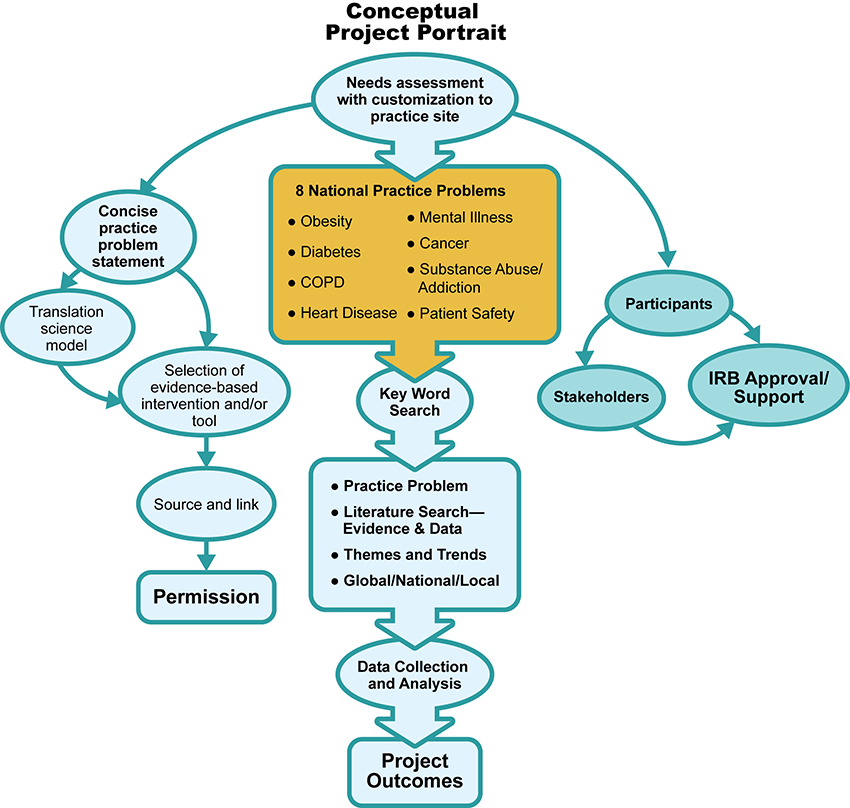 Conceptual
Project Portrait
Needs assessment
with customization to
practice site
Concise
practice
problem
statement
Translation
science
model
Selection of
evidence-based
intervention and/or
tool
Source and link
Permission
8 National Practice Problems
● Obesity
● Diabetes
● COPD
● Heart Disease
● Mental Illness
● Cancer
● Substance Abuse/
Addiction
● Patient Safety
Key Word
Search
● Practice Problem
● Literature Search—
Evidence & Data
● Themes and Trends
● Global/National/Local
Data Collection
and Analysis
Project
Outcomes
Participants
Stakeholders
IRB Approval/
Support